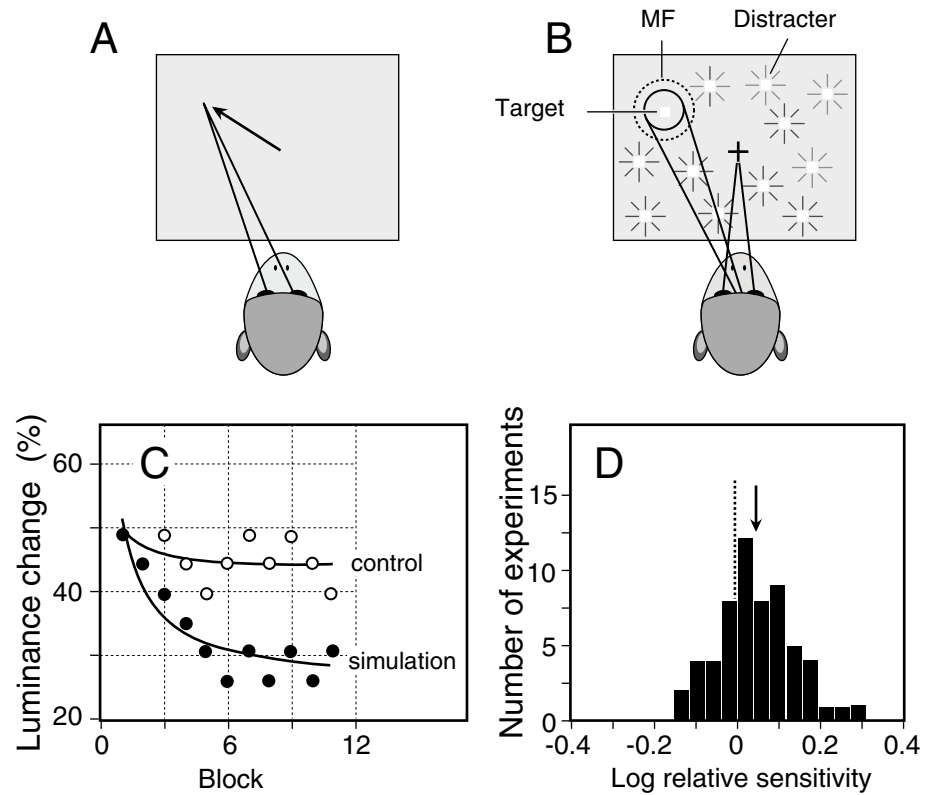 A
B
MF
Distracter
Target
C
Luminance change (%)
60
40
20
0
6
12
Block
control
simulation
D
Number of experiments
15
10
5
0
-0.4
-0.2
0
0.2
0.4
Log relative sensitivity